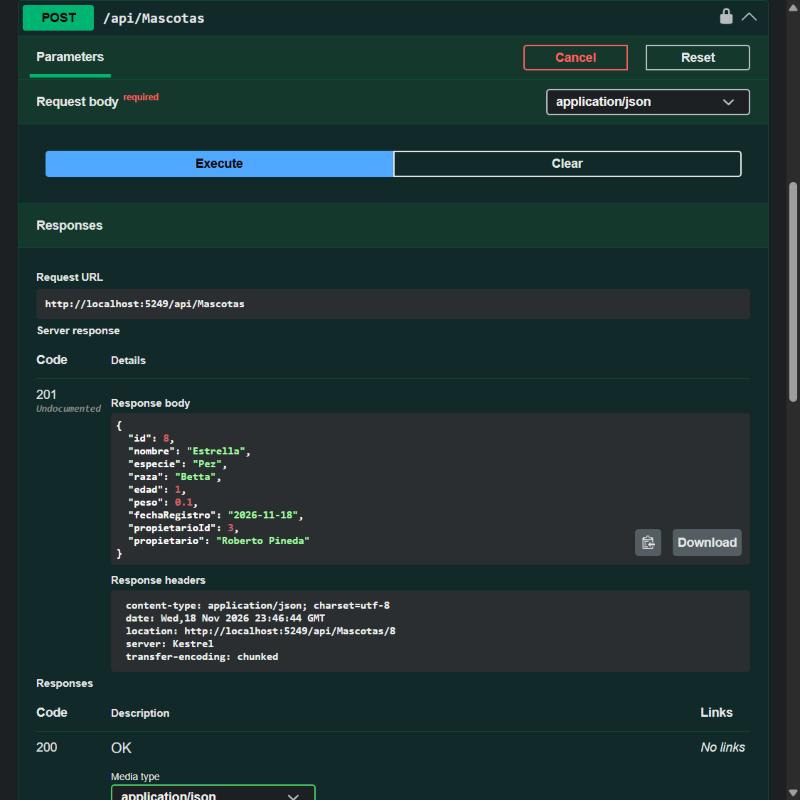 POST /api/Mascotas
Parameters
Cancel
Reset
Request body required
application/json
Execute
Clear
Responses
Request URL
http://localhost:5249/api/Mascotas
Server response
Code Details
201
Undocumented
Response body
{
  "id": 8,
  "nombre": "Estrella",
  "especie": "Pez",
  "raza": "Betta",
  "edad": 1,
  "peso": 0.1,
  "fechaRegistro": "2026-11-18",
  "propietarioId": 3,
  "propietario": "Roberto Pineda"
}
Download
Response headers
content-type: application/json; charset=utf-8
date: Wed,18 Nov 2026 23:46:44 GMT
location: http://localhost:5249/api/Mascotas/8
server: Kestrel
transfer-encoding: chunked
Responses
Code Description Links
200 OK No links
Media type
application/json